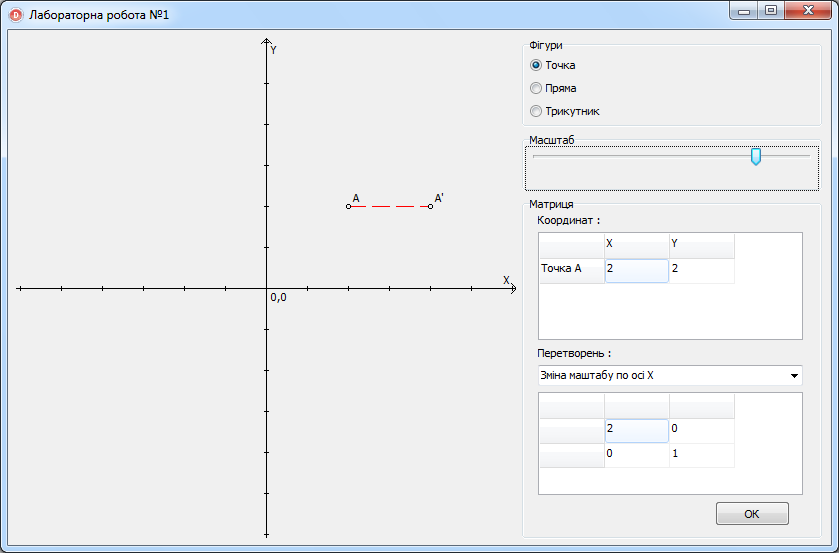 D Лабораторна робота №1
Y
A A'
X
0,0
Фігури
Точка
Пряма
Трикутник
Масштаб
Матриця
Координат :
X Y
Точка A 2 2
Перетворень :
Зміна маштабу по осі X
2 0
0 1
OK